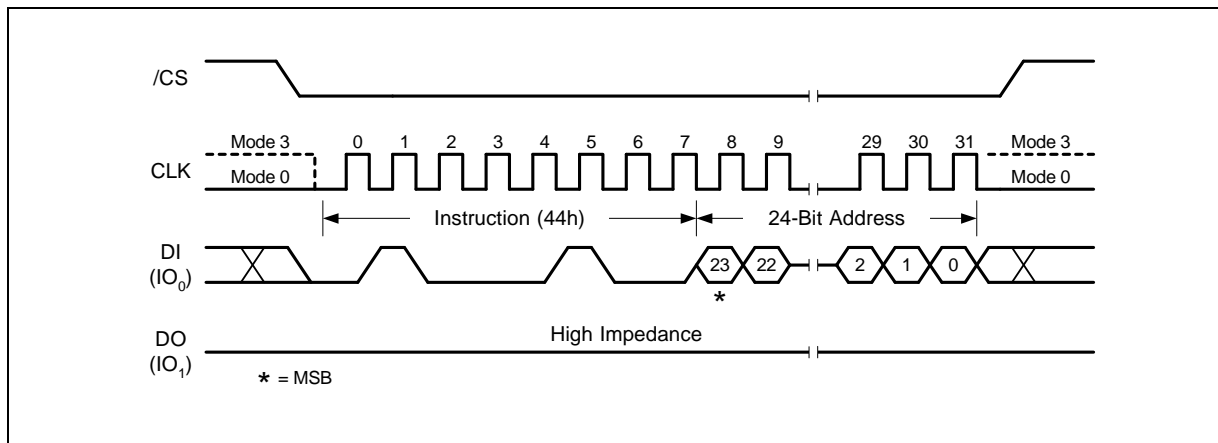 /CS
Mode 3 0 1 2 3 4 5 6 7 8 9 29 30 31 Mode 3
CLK
Mode 0 Mode 0
Instruction (44h) 24-Bit Address
DI
(IO0) 23 22 2 1 0
*
DO High Impedance
(IO1)
* = MSB